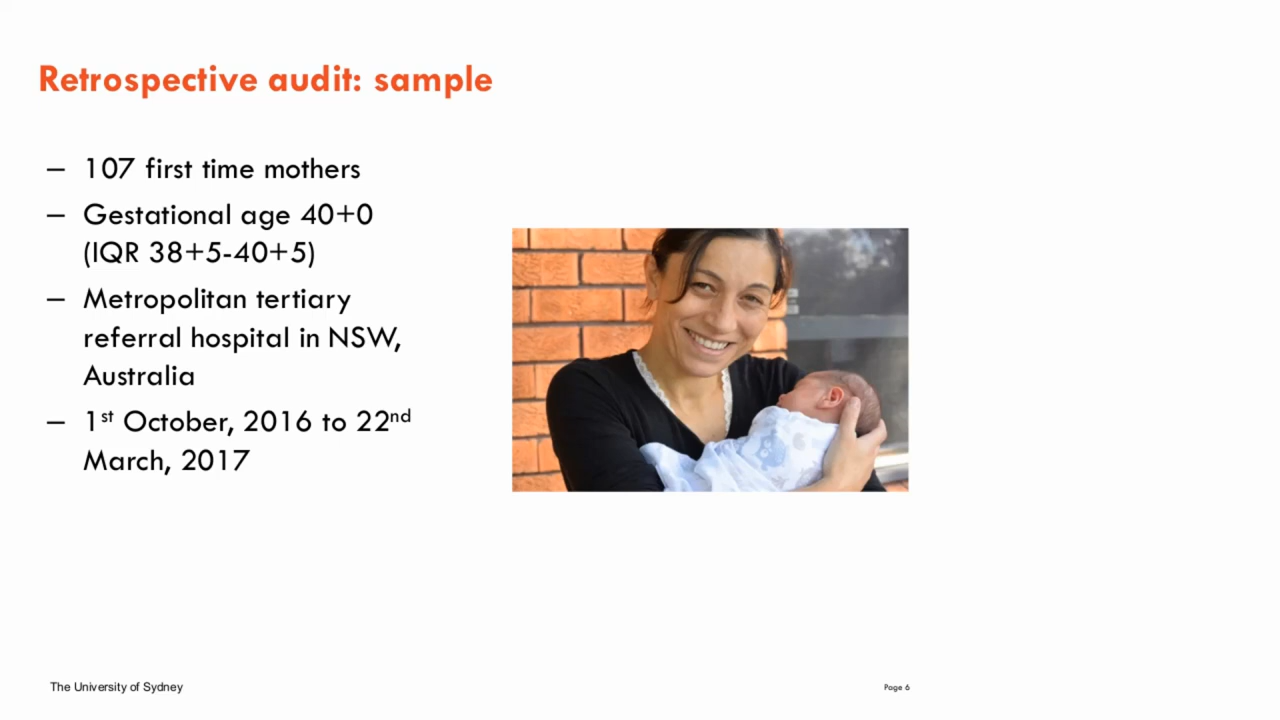 Retrospective audit: sample
– 107 first time mothers
– Gestational age 40+0
(IQR 38+5-40+5)
– Metropolitan tertiary
referral hospital in NSW,
Australia
– 1st October, 2016 to 22nd
March, 2017
The University of Sydney
Page 6